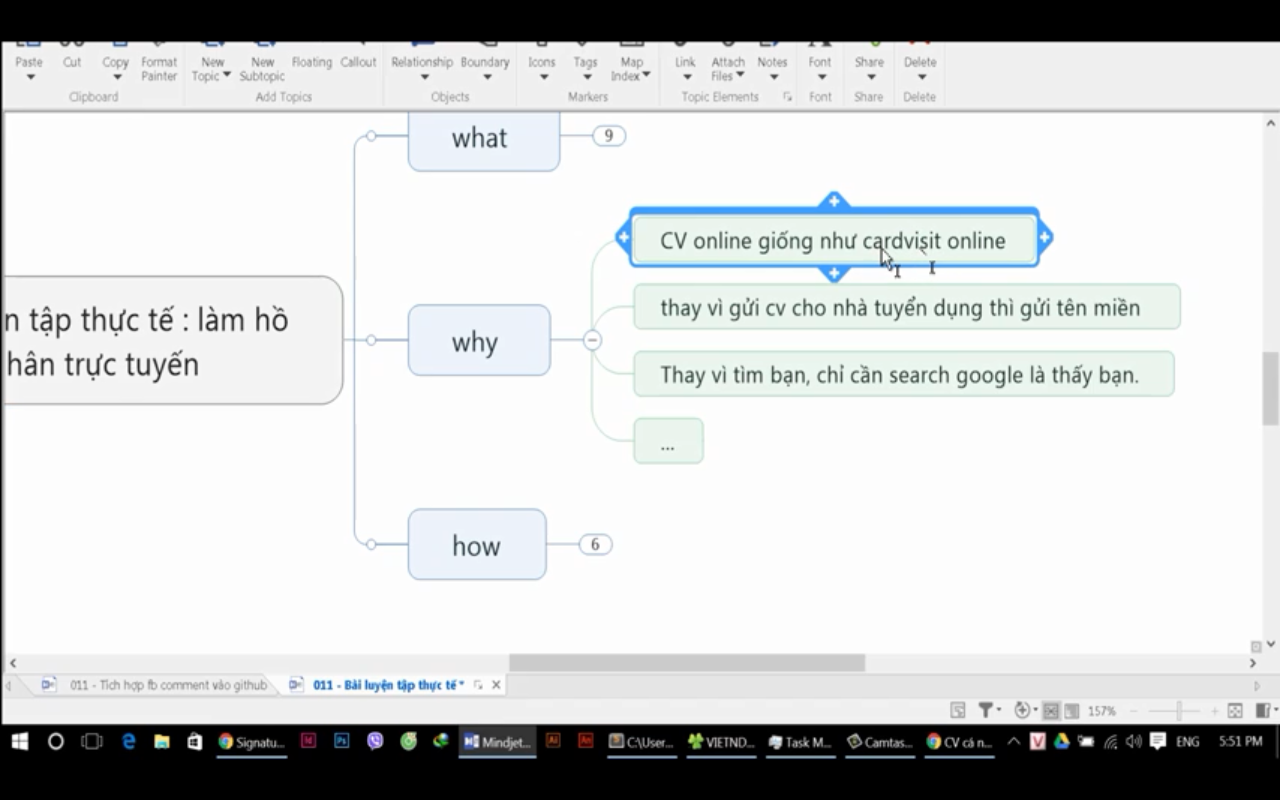 Paste
Cut
Copy
Format Painter
New Topic
New Subtopic
Floating
Callout
Relationship
Boundary
Icons
Tags
Map Index
Link
Attach Files
Notes
Font
Share
Delete
Clipboard
Add Topics
Objects
Markers
Topic Elements
Font
Share
Delete
what
9
CV online giống như cardvisit online
thay vì gửi cv cho nhà tuyển dụng thì gửi tên miền
n tập thực tế : làm hồ
hân trực tuyến
why
Thay vì tìm bạn, chỉ cần search google là thấy bạn.
...
how
6
011 - Tích hợp fb comment vào github
011 - Bài luyện tập thực tế *
157%
Signatu...
Mindjet...
C:\User...
VIETND...
Task M...
Camtas...
CV cá n...
ENG
5:51 PM